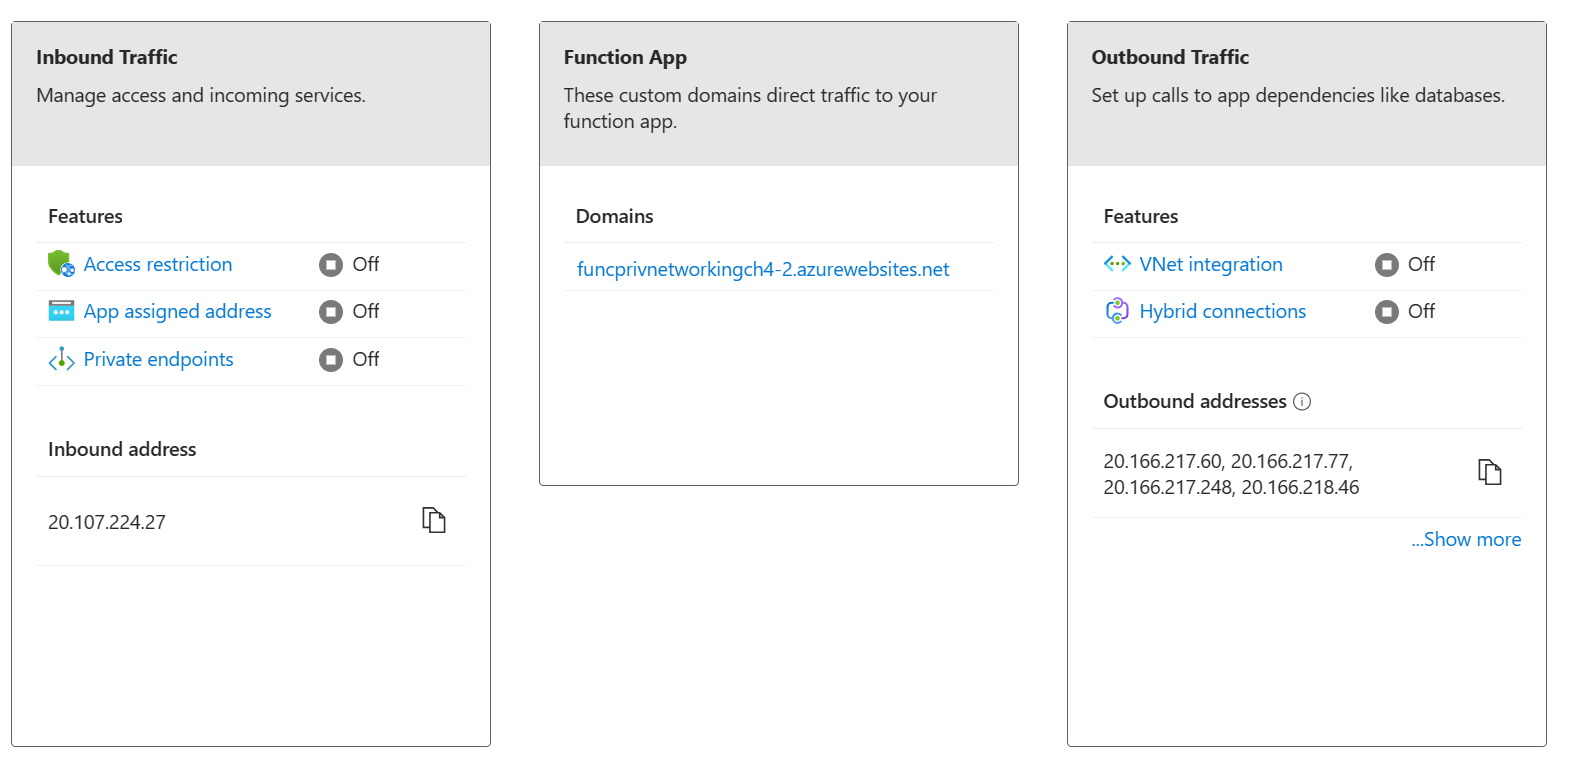 Inbound Traffic
Manage access and incoming services.
Features
Access restriction Off
App assigned address Off
Private endpoints Off
Inbound address
20.107.224.27
Function App
These custom domains direct traffic to your
function app.
Domains
funcprivnetworkingch4-2.azurewebsites.net
Outbound Traffic
Set up calls to app dependencies like databases.
Features
VNet integration Off
Hybrid connections Off
Outbound addresses
20.166.217.60, 20.166.217.77,
20.166.217.248, 20.166.218.46
...Show more